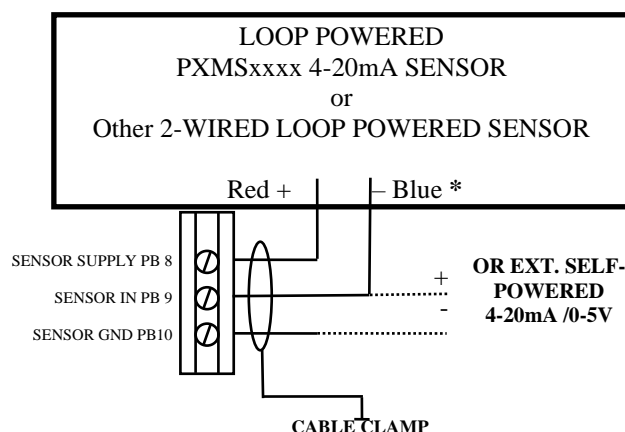 LOOP POWERED
PXMSxxxx 4-20mA SENSOR
or
Other 2-WIRED LOOP POWERED SENSOR
Red + – Blue *
SENSOR SUPPLY PB 8
SENSOR IN PB 9
SENSOR GND PB10
+
-
OR EXT. SELF-
POWERED
4-20mA /0-5V
CABLE CLAMP